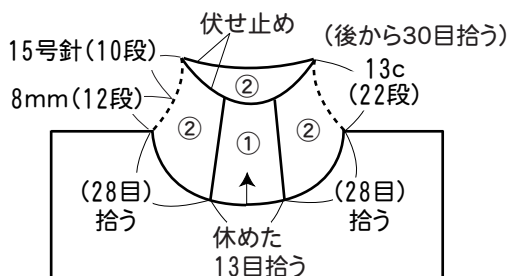 伏せ止め
(後から30目拾う)
15号針(10段)
13c
(22段)
8mm(12段)
②
②
①
②
(28目)
拾う
(28目)
拾う
休めた
13目拾う